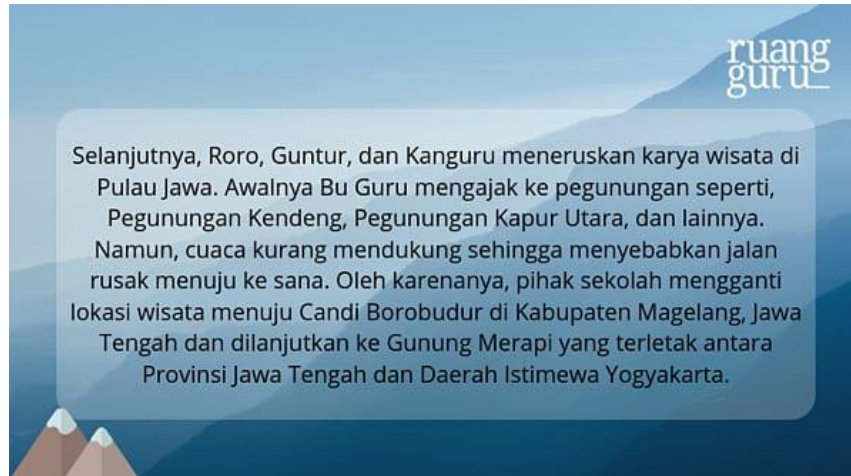 ruang
guru
Selanjutnya, Roro, Guntur, dan Kanguru meneruskan karya wisata di
Pulau Jawa. Awalnya Bu Guru mengajak ke pegunungan seperti,
Pegunungan Kendeng, Pegunungan Kapur Utara, dan lainnya.
Namun, cuaca kurang mendukung sehingga menyebabkan jalan
rusak menuju ke sana. Oleh karenanya, pihak sekolah mengganti
lokasi wisata menuju Candi Borobudur di Kabupaten Magelang, Jawa
Tengah dan dilanjutkan ke Gunung Merapi yang terletak antara
Provinsi Jawa Tengah dan Daerah Istimewa Yogyakarta.